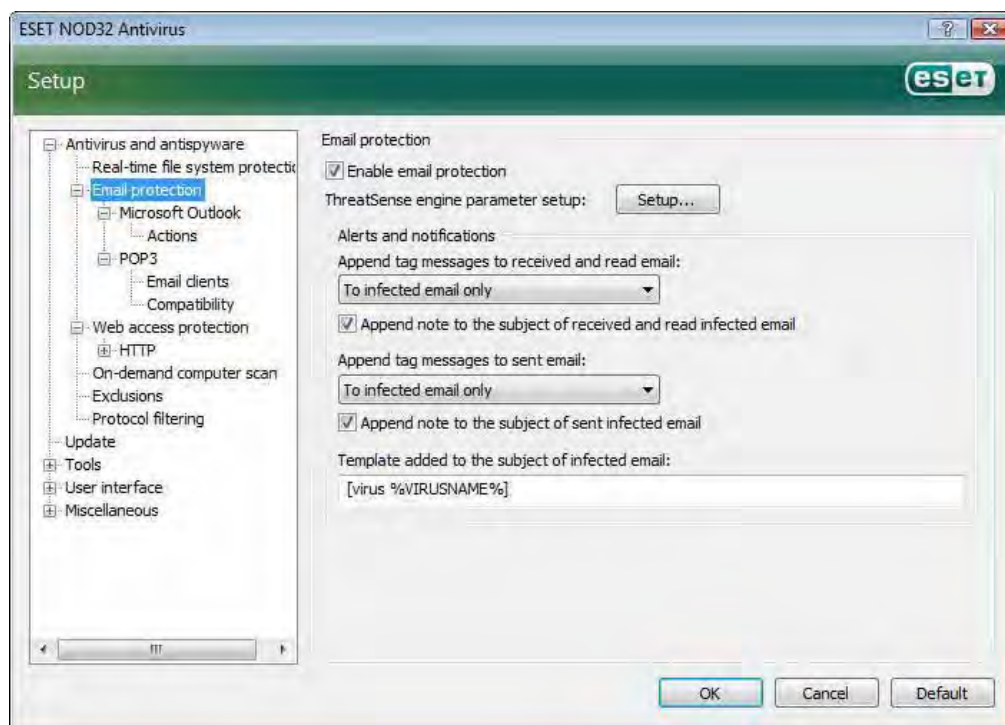 ESET NOD32 Antivirus
Setup
eseT
Antivirus and antispyware
Real-time file system protectic
Email protection
Microsoft Outlook
Actions
POP3
Email clients
Compatibility
Web access protection
HTTP
On-demand computer scan
Exclusions
Protocol filtering
Update
Tools
User interface
Miscellaneous
Email protection
Enable email protection
ThreatSense engine parameter setup: Setup...
Alerts and notifications
Append tag messages to received and read email:
To infected email only
Append note to the subject of received and read infected email
Append tag messages to sent email:
To infected email only
Append note to the subject of sent infected email
Template added to the subject of infected email:
[virus %VIRUSNAME%]
OK Cancel Default